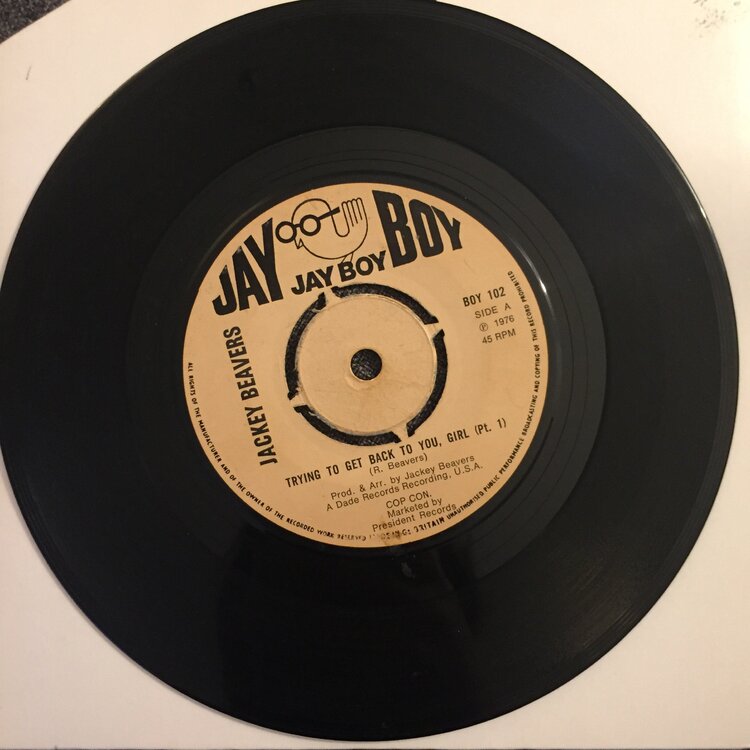 JAY BOY
JAY BOY
BOY 102
SIDE A
℗ 1976
45 RPM
JACKEY BEAVERS
TRYING TO GET BACK TO YOU, GIRL (Pt. 1)
(R. Beavers)
Prod. & Arr. by Jackey Beavers
A Dade Records Recording, U.S.A.
COP CON.
Marketed by
President Records
ALL RIGHTS OF THE MANUFACTURER AND OF THE OWNER OF THE RECORDED WORK RESERVED BRITAIN UNAUTHORISED PUBLIC PERFORMANCE BROADCASTING AND COPYING OF THIS RECORD PROHIBITED